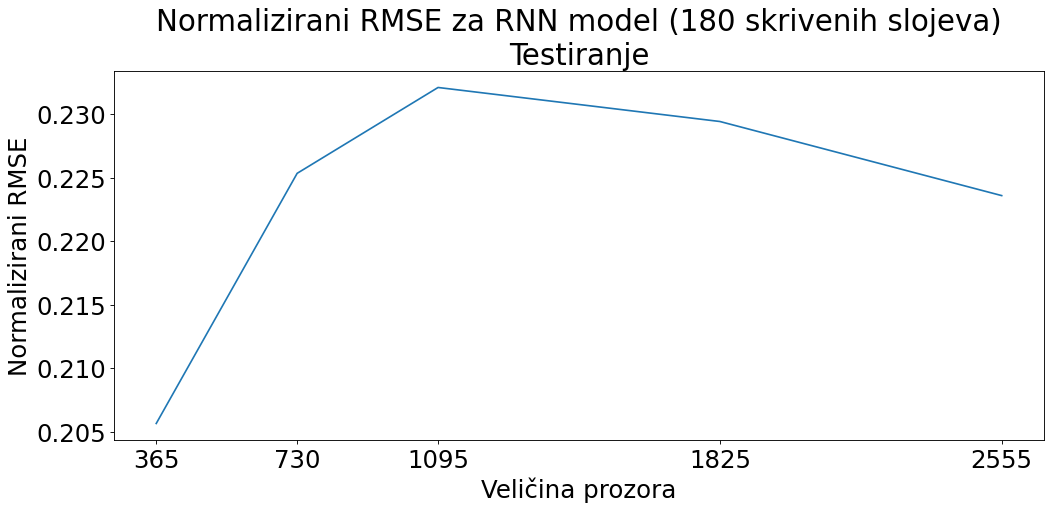 Normalizirani RMSE za RNN model (180 skrivenih slojeva)
Testiranje
Normalizirani RMSE
0.230
0.225
0.220
0.215
0.210
0.205
365 730 1095 1825 2555
Veličina prozora